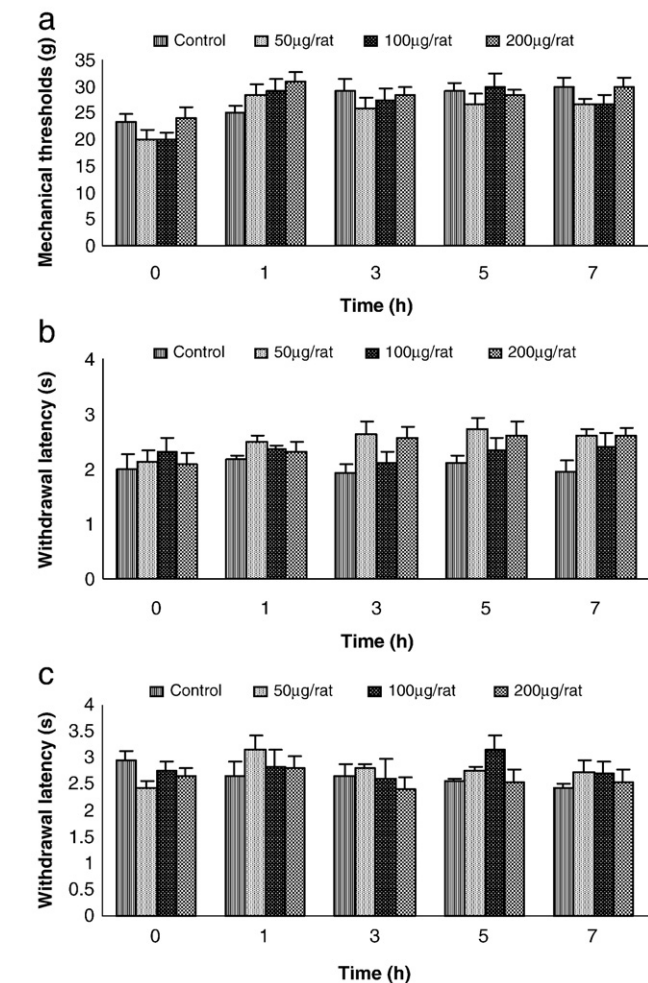 a
Control 50μg/rat 100μg/rat 200μg/rat
Mechanical thresholds (g)
35
30
25
20
15
10
5
0
0 1 3 5 7
Time (h)
b
Control 50μg/rat 100μg/rat 200μg/rat
Withdrawal latency (s)
4
3
2
1
0
0 1 3 5 7
Time (h)
c
Control 50μg/rat 100μg/rat 200μg/rat
Withdrawal latency (s)
4
3.5
3
2.5
2
1.5
1
0.5
0
0 1 3 5 7
Time (h)